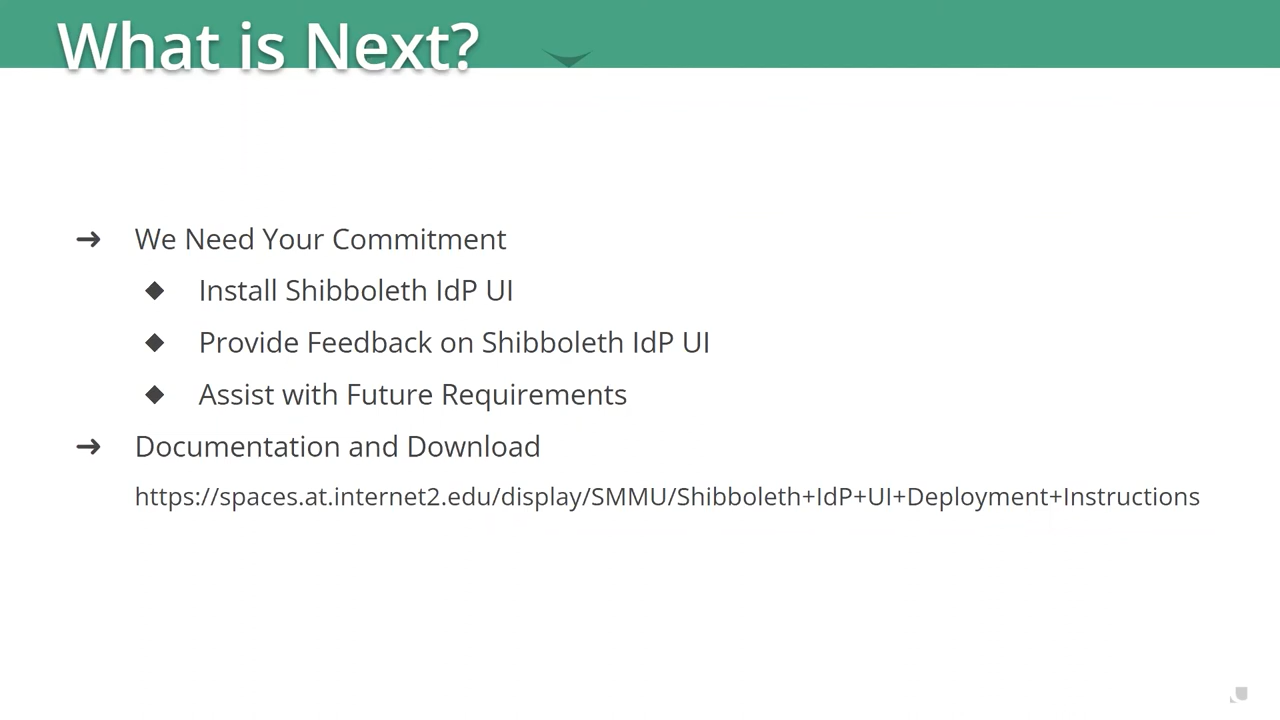 What is Next?
➜ We Need Your Commitment
◆ Install Shibboleth IdP UI
◆ Provide Feedback on Shibboleth IdP UI
◆ Assist with Future Requirements
➜ Documentation and Download
https://spaces.at.internet2.edu/display/SMMU/Shibboleth+IdP+UI+Deployment+Instructions